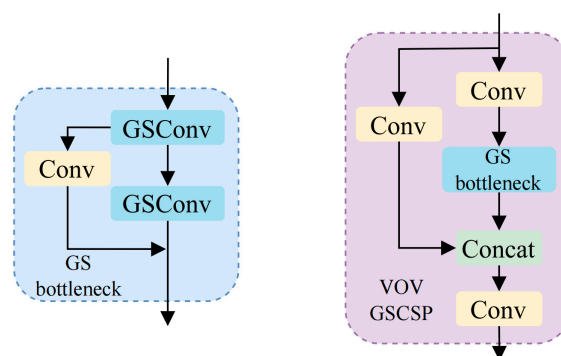 GSConv
Conv
GSConv
GS
bottleneck
Conv
Conv
GS
bottleneck
Concat
VOV
GSCSP
Conv